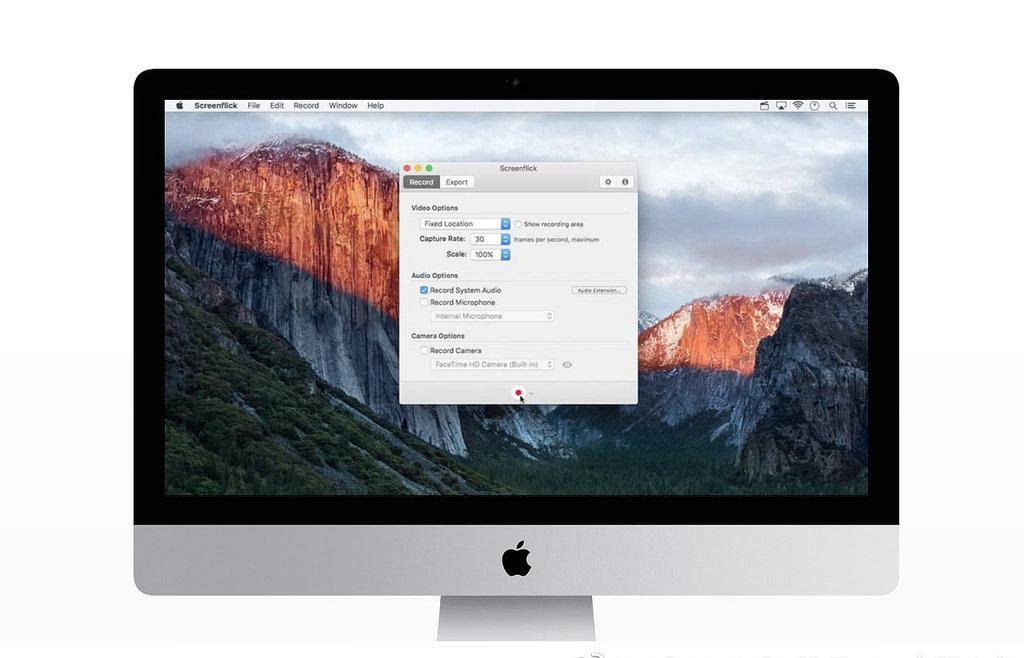 Screenflick File Edit Record Window Help
Screenflick
Record Export
Video Options
Fixed Location Show recording area
Capture Rate: 30 frames per second, maximum
Scale: 100%
Audio Options
Record System Audio Audio Extension...
Record Microphone
Internal Microphone
Camera Options
Record Camera
FaceTime HD Camera (Built-in)